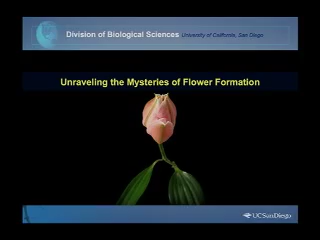 Division of Biological Sciences University of California, San Diego
Unraveling the Mysteries of Flower Formation
UCSanDiego